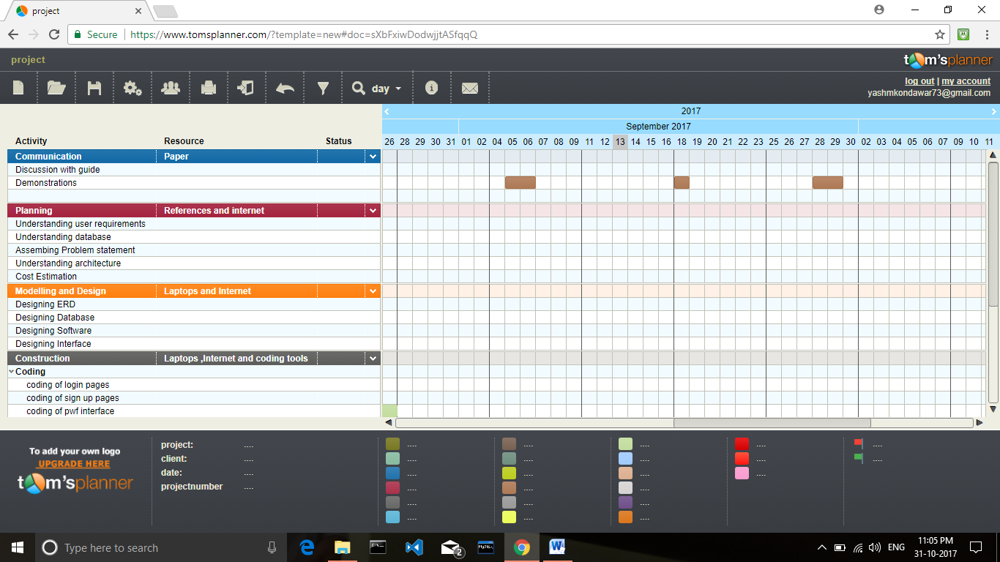 project
Secure https://www.tomsplanner.com/?template=new#doc=sXbFxiwDodwjjtASfqqQ
project
tom'splanner
log out | my account
yashmkondawar73@gmail.com
day
2017
September 2017
Activity Resource Status 26 28 29 30 31 01 02 04 05 06 07 08 09 11 12 13 14 15 16 18 19 20 21 22 23 25 26 27 28 29 30 02 03 04 05 06 07 09 10 11
Communication Paper
Discussion with guide
Demonstrations
Planning References and internet
Understanding user requirements
Understanding database
Assembing Problem statement
Understanding architecture
Cost Estimation
Modelling and Design Laptops and Internet
Designing ERD
Designing Database
Designing Software
Designing Interface
Construction Laptops ,Internet and coding tools
Coding
coding of login pages
coding of sign up pages
coding of pwf interface
To add your own logo
UPGRADE HERE
tom'splanner
project: ....
client: ....
date: ....
projectnumber ....
.... .... .... .... ....
.... .... .... .... ....
.... .... .... ....
.... .... ....
.... .... ....
.... .... ....
Type here to search
2
MySQL
ENG
11:05 PM
31-10-2017